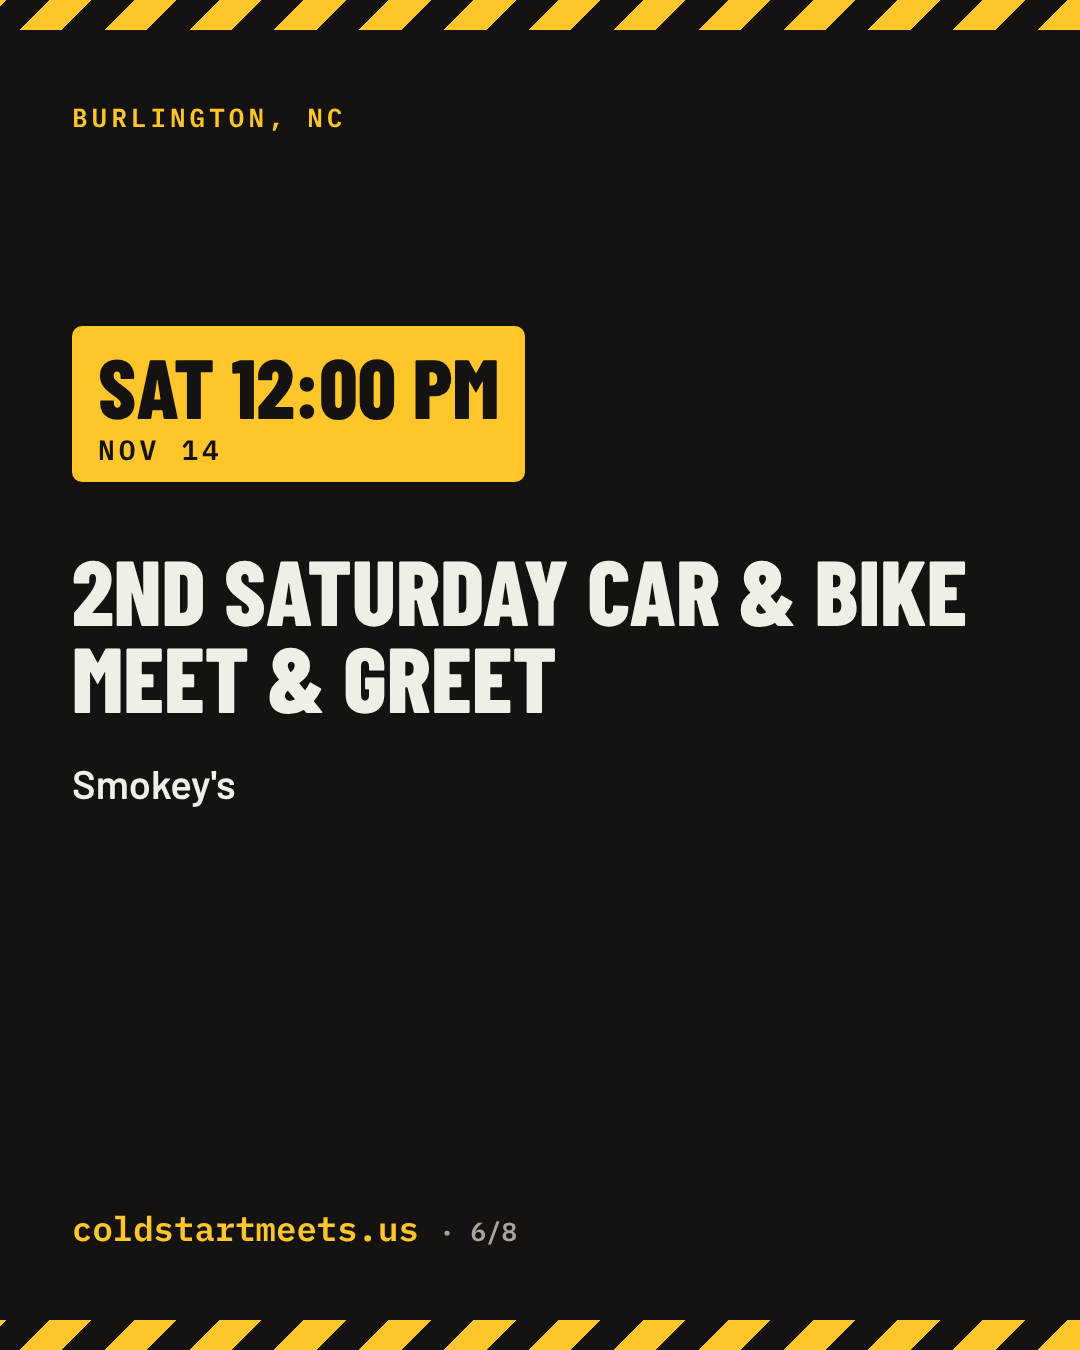 BURLINGTON, NC
SAT 12:00 PM
NOV 14
2ND SATURDAY CAR & BIKE
MEET & GREET
Smokey's
coldstartmeets.us · 6/8